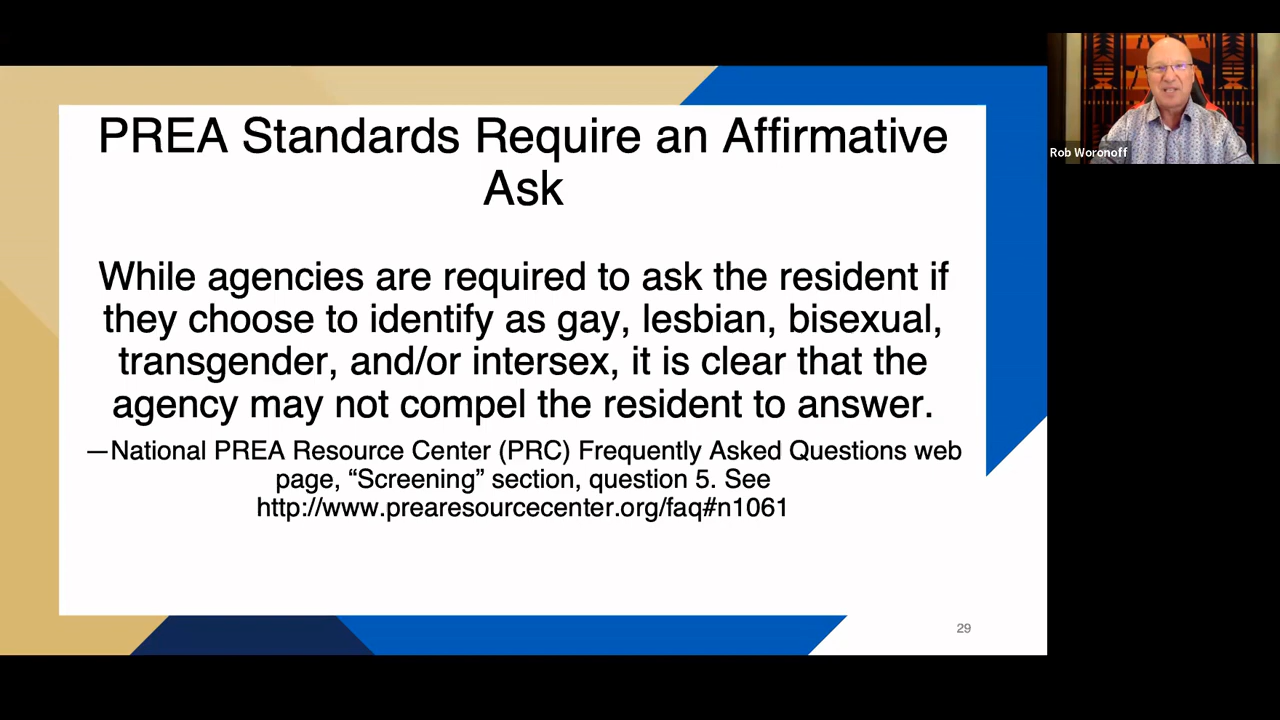 PREA Standards Require an Affirmative
Ask
While agencies are required to ask the resident if
they choose to identify as gay, lesbian, bisexual,
transgender, and/or intersex, it is clear that the
agency may not compel the resident to answer.
—National PREA Resource Center (PRC) Frequently Asked Questions web
page, “Screening” section, question 5. See
http://www.prearesourcecenter.org/faq#n1061
29
Rob Woronoff